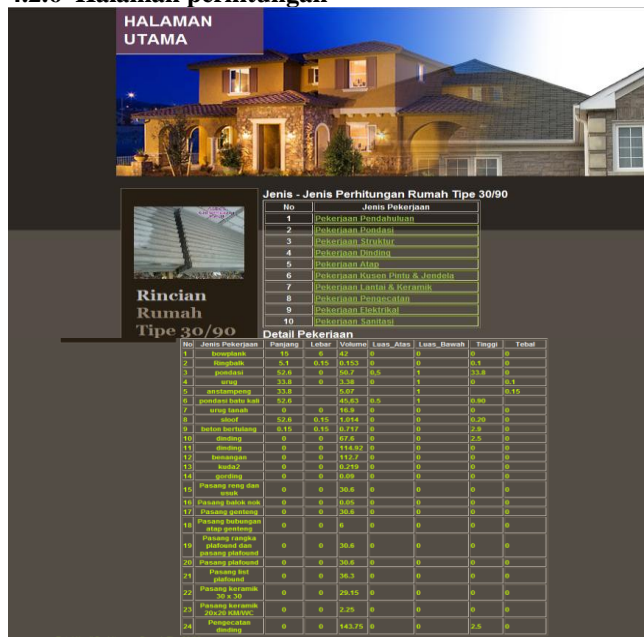 4.2.6 Halaman perhitungan
HALAMAN
UTAMA
Jenis - Jenis Perhitungan Rumah Tipe 30/90
No Jenis Pekerjaan
1 Pekerjaan Pendahuluan
2 Pekerjaan Pondasi
3 Pekerjaan Struktur
4 Pekerjaan Dinding
5 Pekerjaan Atap
6 Pekerjaan Kusen Pintu & Jendela
7 Pekerjaan Lantai & Keramik
8 Pekerjaan Pengecatan
9 Pekerjaan Elektrikal
10 Pekerjaan Sanitasi
Rincian
Rumah
Tipe 30/90
Detail Pekerjaan
No Jenis Pekerjaan Panjang Lebar Volume Luas_Atas Luas_Bawah Tinggi Tebal
1 bowplank 15 6 42 0 0 0 0
2 Ringbalk 5.1 0.15 0.153 0 0 0.1 0
3 pondasi 52.6 0 50.7 0,5 1 33.8 0
4 urug 33.8 0 3.38 0 1 0 0.1
5 anstampeng 33.8 5.07 1 0.15
6 pondasi batu kali 52.6 45,63 0.5 1 0.90
7 urug tanah 0 0 16.9 0 0 0 0
8 sloof 52.6 0.15 1.014 0 0 0,20 0
9 beton bertulang 0.15 0.15 0.717 0 0 2.9 0
10 dinding 0 0 67.6 0 0 2.5 0
11 dinding 0 0 114.92 0 0 0 0
12 benangan 0 0 112.7 0 0 0 0
13 kuda2 0 0 0.219 0 0 0 0
14 gording 0 0 0.09 0 0 0 0
15 Pasang reng dan
usuk 0 0 30.6 0 0 0 0
16 Pasang balok nok 0 0 0.05 0 0 0 0
17 Pasang genteng 0 0 30.6 0 0 0 0
18 Pasang bubungan
atap genteng 0 0 6 0 0 0 0
19 Pasang rangka
plafound dan
pasang plafound 0 0 30.6 0 0 0 0
20 Pasang plafound 0 0 30.6 0 0 0 0
21 Pasang list
plafound 0 0 36.3 0 0 0 0
22 Pasang keramik
30 x 30 0 0 29.15 0 0 0 0
23 Pasang keramik
20x20 KM/WC 0 0 2.25 0 0 0 0
24 Pengecatan
dinding 0 0 143.75 0 0 2.5 0